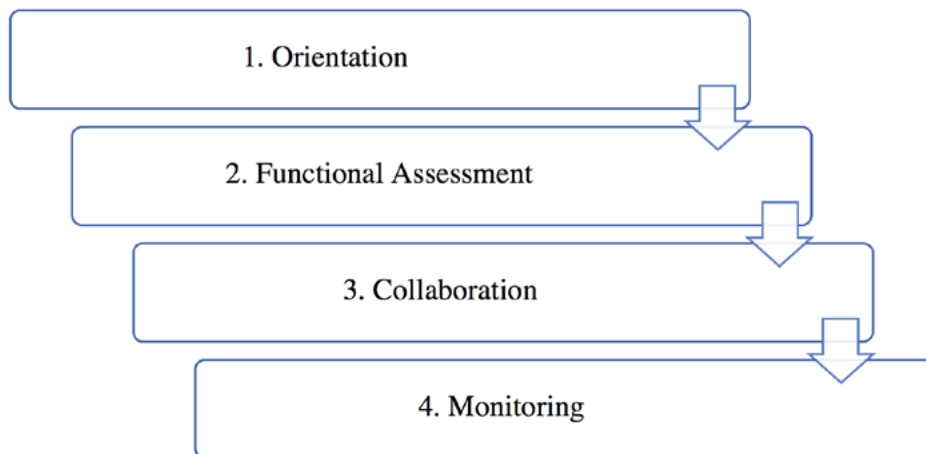 1. Orientation
2. Functional Assessment
3. Collaboration
4. Monitoring